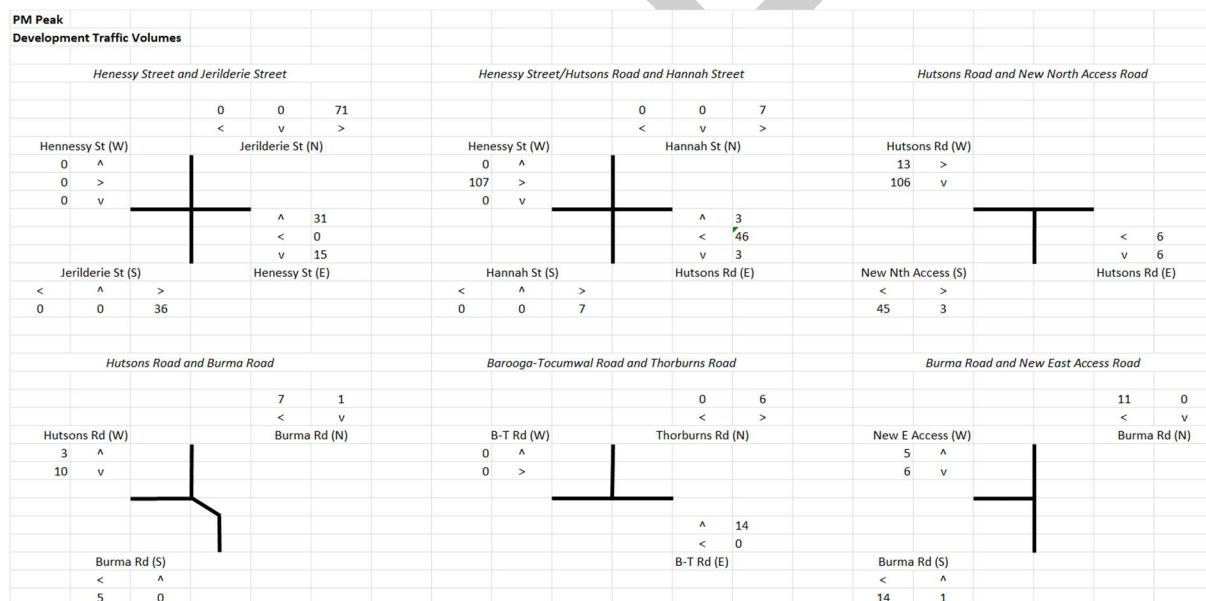 PM Peak
Development Traffic Volumes
Henessy Street and Jerilderie Street Henessy Street/Hutsons Road and Hannah Street Hutsons Road and New North Access Road
0 0 71 0 0 7
< v > < v >
Hennessy St (W) Jerilderie St (N) Henessy St (W) Hannah St (N) Hutsons Rd (W)
0 ^ 0 ^ 13 >
0 > 107 > 106 v
0 v 0 v
^ 31 ^ 3
< 0 < 46 < 6
v 15 v 3 v 6
Jerilderie St (S) Henessy St (E) Hannah St (S) Hutsons Rd (E) New Nth Access (S) Hutsons Rd (E)
< ^ > < ^ > < >
0 0 36 0 0 7 45 3
Hutsons Road and Burma Road Barooga-Tocumwal Road and Thorburns Road Burma Road and New East Access Road
7 1 0 6 11 0
< v < > < v
Hutsons Rd (W) Burma Rd (N) B-T Rd (W) Thorburns Rd (N) New E Access (W) Burma Rd (N)
3 ^ 0 ^ 5 ^
10 v 0 > 6 v
^ 14
< 0
Burma Rd (S) B-T Rd (E) Burma Rd (S)
< ^ < ^
5 0 14 1